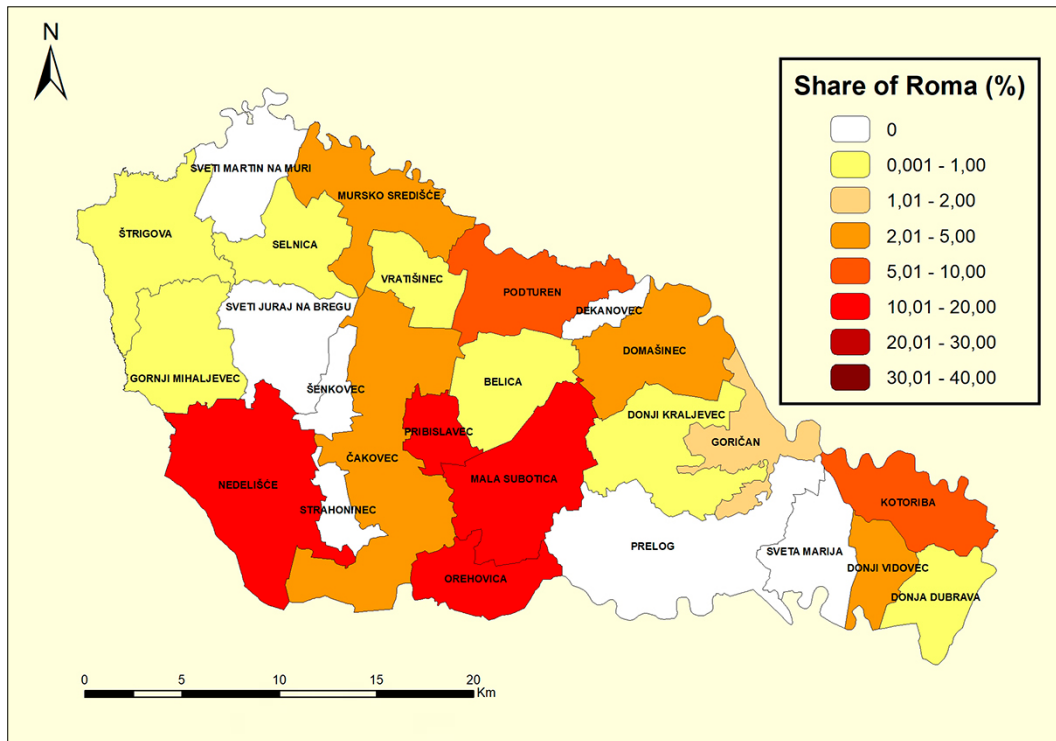 N
Share of Roma (%)
0
0,001 - 1,00
1,01 - 2,00
2,01 - 5,00
5,01 - 10,00
10,01 - 20,00
20,01 - 30,00
30,01 - 40,00
SVETI MARTIN NA MURI
MURSKO SREDIŠĆE
ŠTRIGOVA
SELNICA
VRATIŠINEC
PODTUREN
SVETI JURAJ NA BREGU
DEKANOVEC
DOMAŠINEC
GORNJI MIHALJEVEC
ŠENKOVEC
BELICA
DONJI KRALJEVEC
PRIBISLAVEC
GORIČAN
ČAKOVEC
NEDELIŠĆE
MALA SUBOTICA
KOTORIBA
STRAHONINEC
PRELOG
SVETA MARIJA
DONJI VIDOVEC
OREHOVICA
DONJA DUBRAVA
0 5 10 15 20
Km